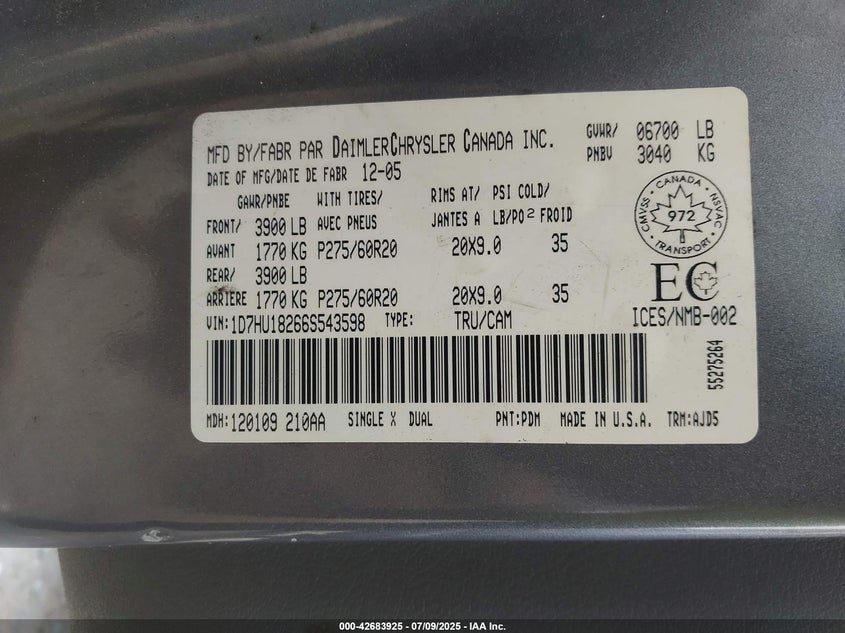 MFD BY/FABR PAR DAIMLERCHRYSLER CANADA INC.
GVWR/ 06700 LB
PNBV 3040 KG
DATE OF MFG/DATE DE FABR 12-05
GAWR/PNBE WITH TIRES/ RIMS AT/ PSI COLD/
FRONT/ 3900 LB AVEC PNEUS JANTES A LB/PO2 FROID
AVANT 1770 KG P275/60R20 20X9.0 35
REAR/ 3900 LB
ARRIERE 1770 KG P275/60R20 20X9.0 35
CMVSS · CANADA · NSVAC
972
TRANSPORT
EC
ICES/NMB-002
VIN: 1D7HU18266S543598 TYPE: TRU/CAM
55275264
MDH: 120109 210AA SINGLE X DUAL PNT:PDM MADE IN U.S.A. TRM:AJD5
000-42683925 - 07/09/2025 - IAA Inc.